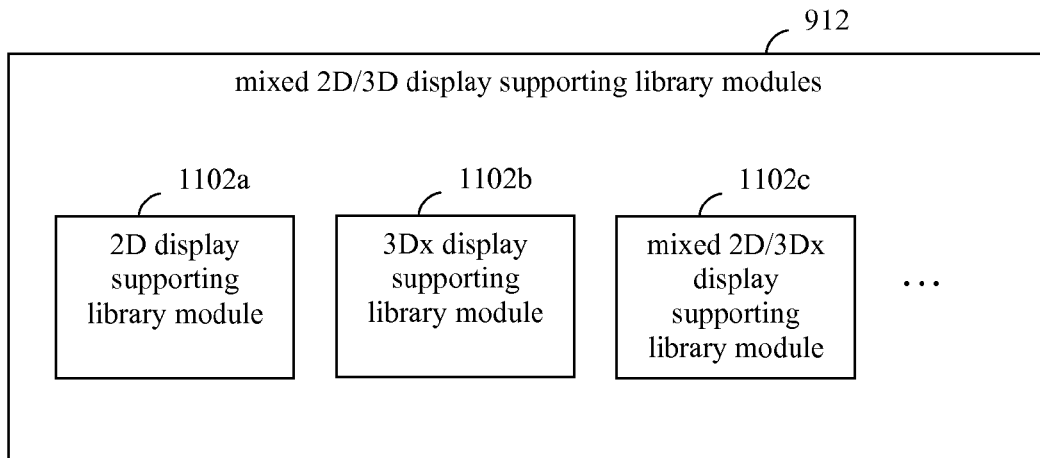 912
mixed 2D/3D display supporting library modules
1102a
1102b
1102c
2D display
supporting
library module
3Dx display
supporting
library module
mixed 2D/3Dx
display
supporting
library module
...